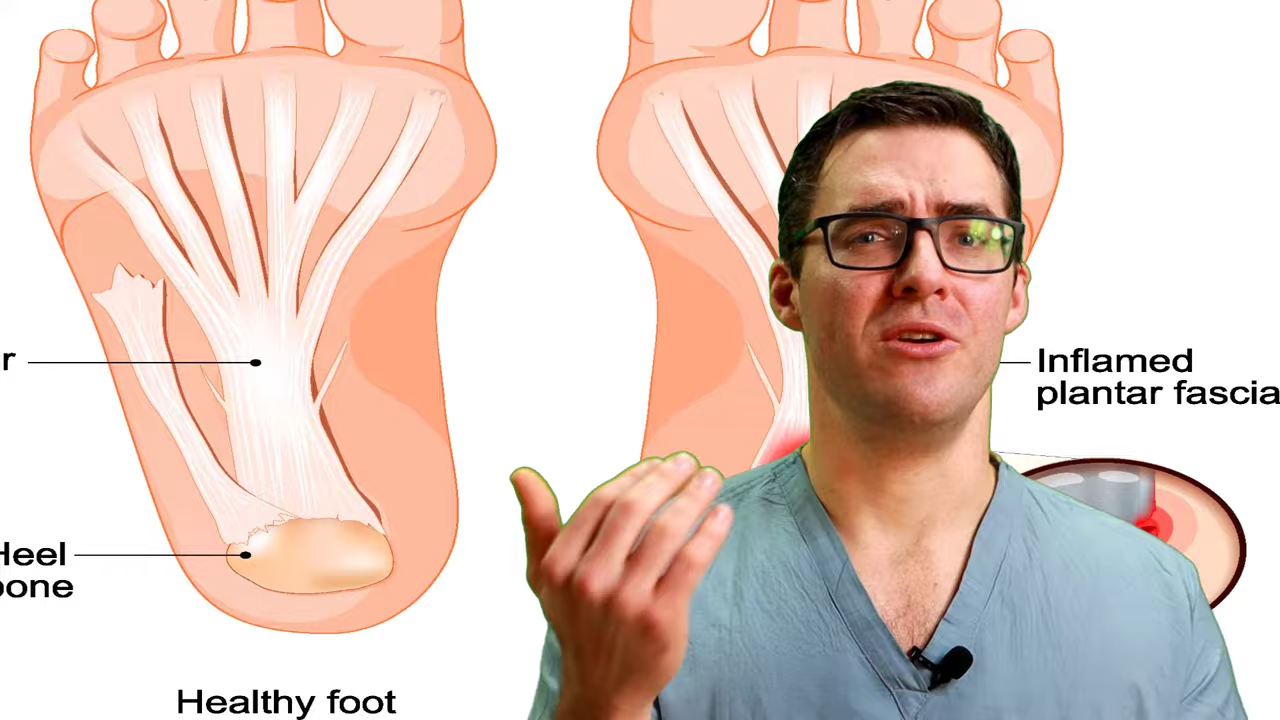 r
Inflamed
plantar fascia
Heel
bone
Healthy foot